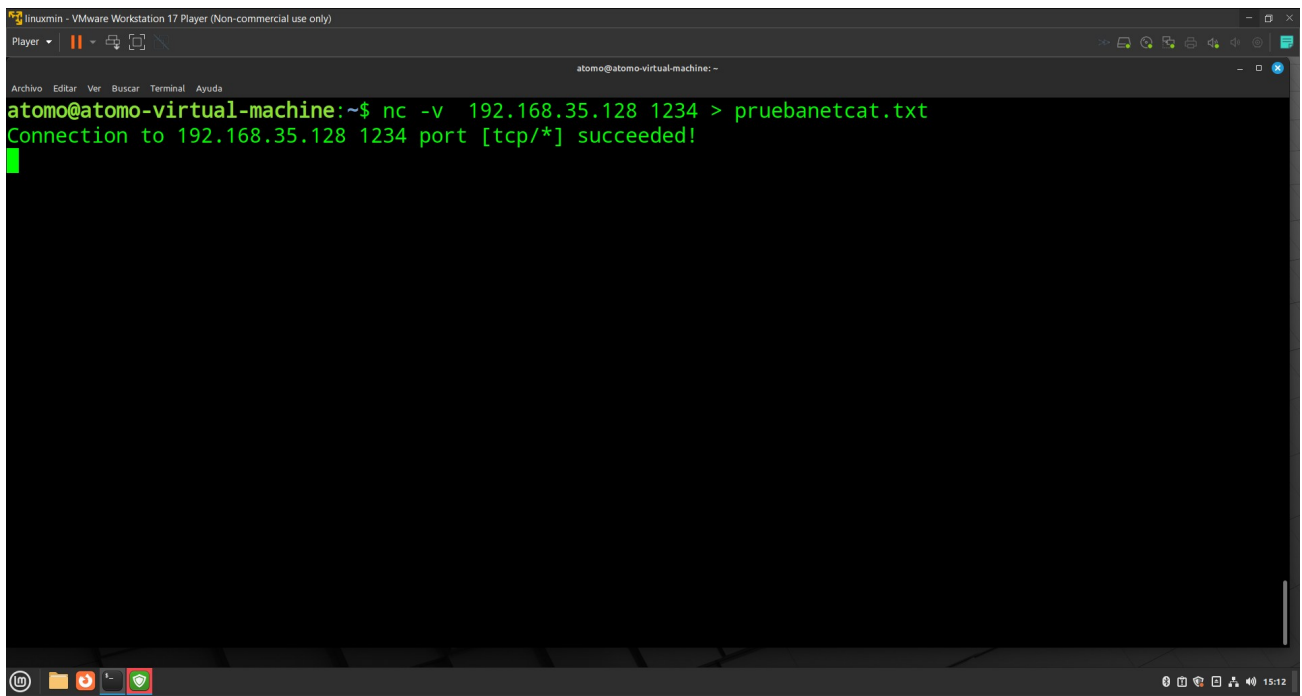 linuxmin - VMware Workstation 17 Player (Non-commercial use only)
Player
atomo@atomo-virtual-machine: ~
Archivo Editar Ver Buscar Terminal Ayuda
atomo@atomo-virtual-machine:~$ nc -v  192.168.35.128 1234 > pruebanetcat.txt
Connection to 192.168.35.128 1234 port [tcp/*] succeeded!
15:12